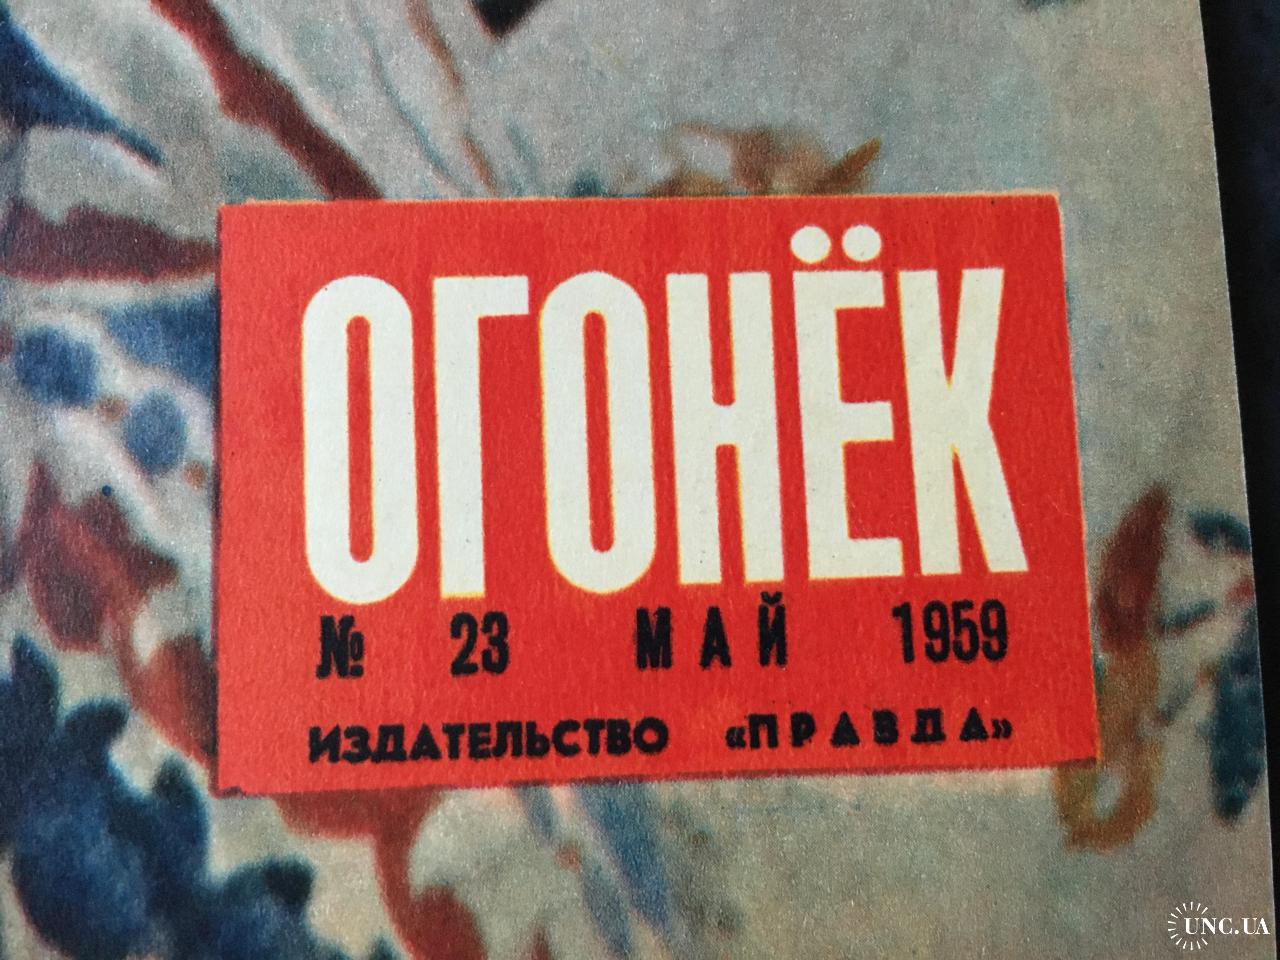 ОГОНЁК
№ 23 МАЙ 1959
ИЗДАТЕЛЬСТВО «ПРАВДА»
UNC.UA